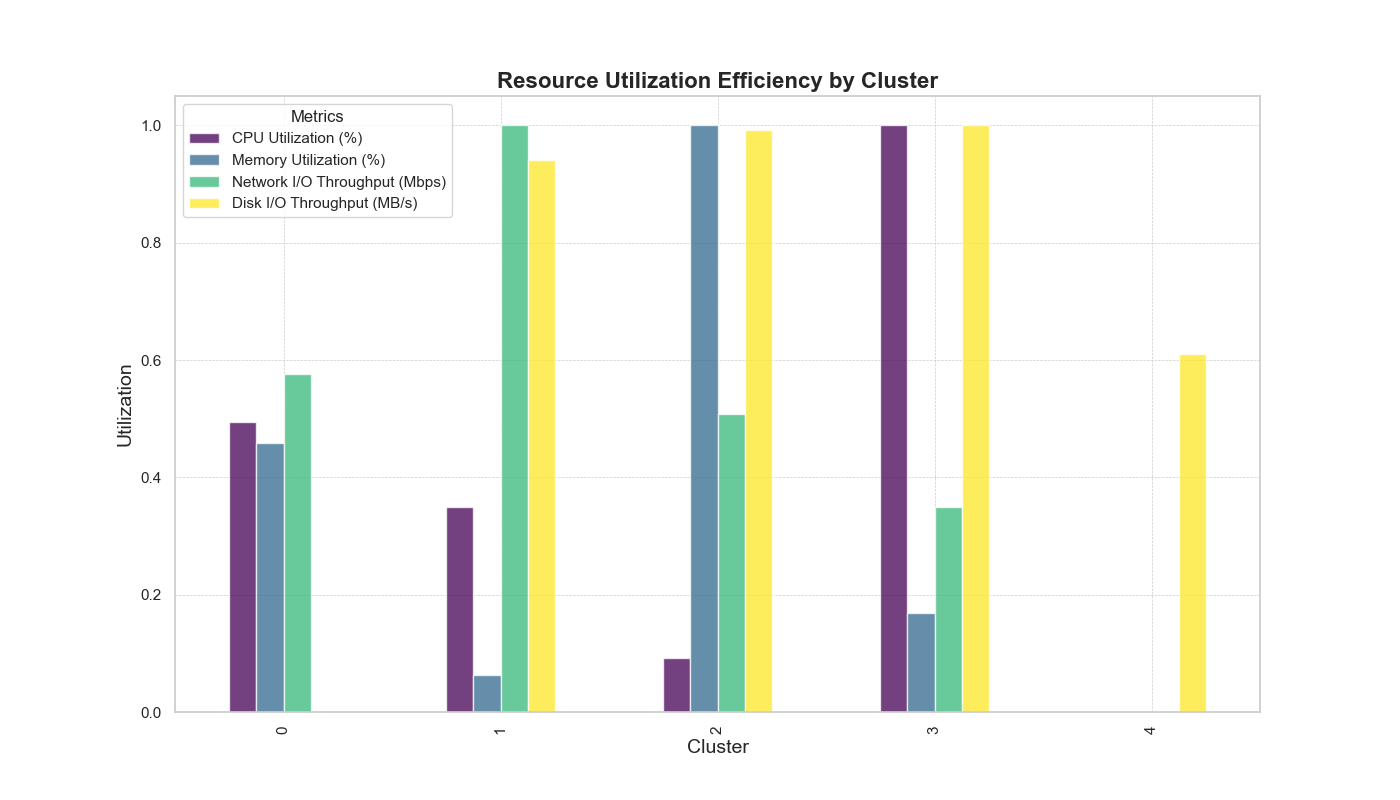 Resource Utilization Efficiency by Cluster
Metrics
CPU Utilization (%)
Memory Utilization (%)
Network I/O Throughput (Mbps)
Disk I/O Throughput (MB/s)
1.0
0.8
0.6
0.4
0.2
0.0
Utilization
0
1
2
3
4
Cluster